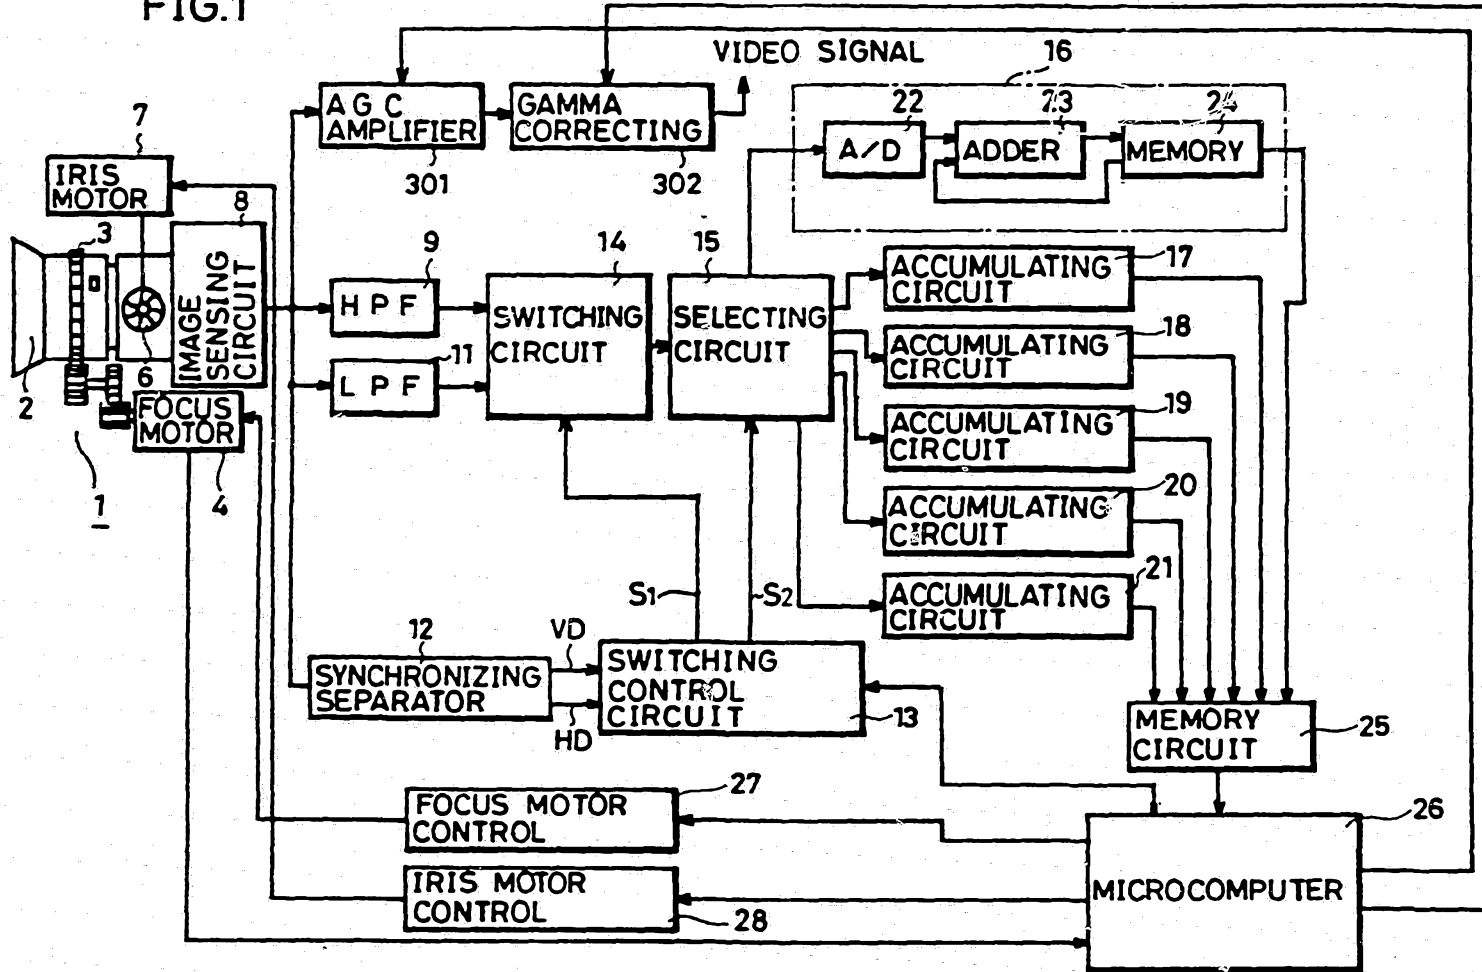 FIG.1
VIDEO SIGNAL
16
7
A G C
AMPLIFIER
301
GAMMA
CORRECTING
302
22
A/D
23
ADDER
24
MEMORY
IRIS
MOTOR
8
3
IMAGE
SENSING
CIRCUIT
2
6
FOCUS
MOTOR
4
1
9
H P F
11
L P F
14
SWITCHING
CIRCUIT
15
SELECTING
CIRCUIT
17
ACCUMULATING
CIRCUIT
18
ACCUMULATING
CIRCUIT
19
ACCUMULATING
CIRCUIT
20
ACCUMULATING
CIRCUIT
21
ACCUMULATING
CIRCUIT
S1
S2
12
SYNCHRONIZING
SEPARATOR
VD
HD
SWITCHING
CONTROL
CIRCUIT
13
MEMORY
CIRCUIT
25
27
FOCUS MOTOR
CONTROL
IRIS MOTOR
CONTROL
28
26
MICROCOMPUTER